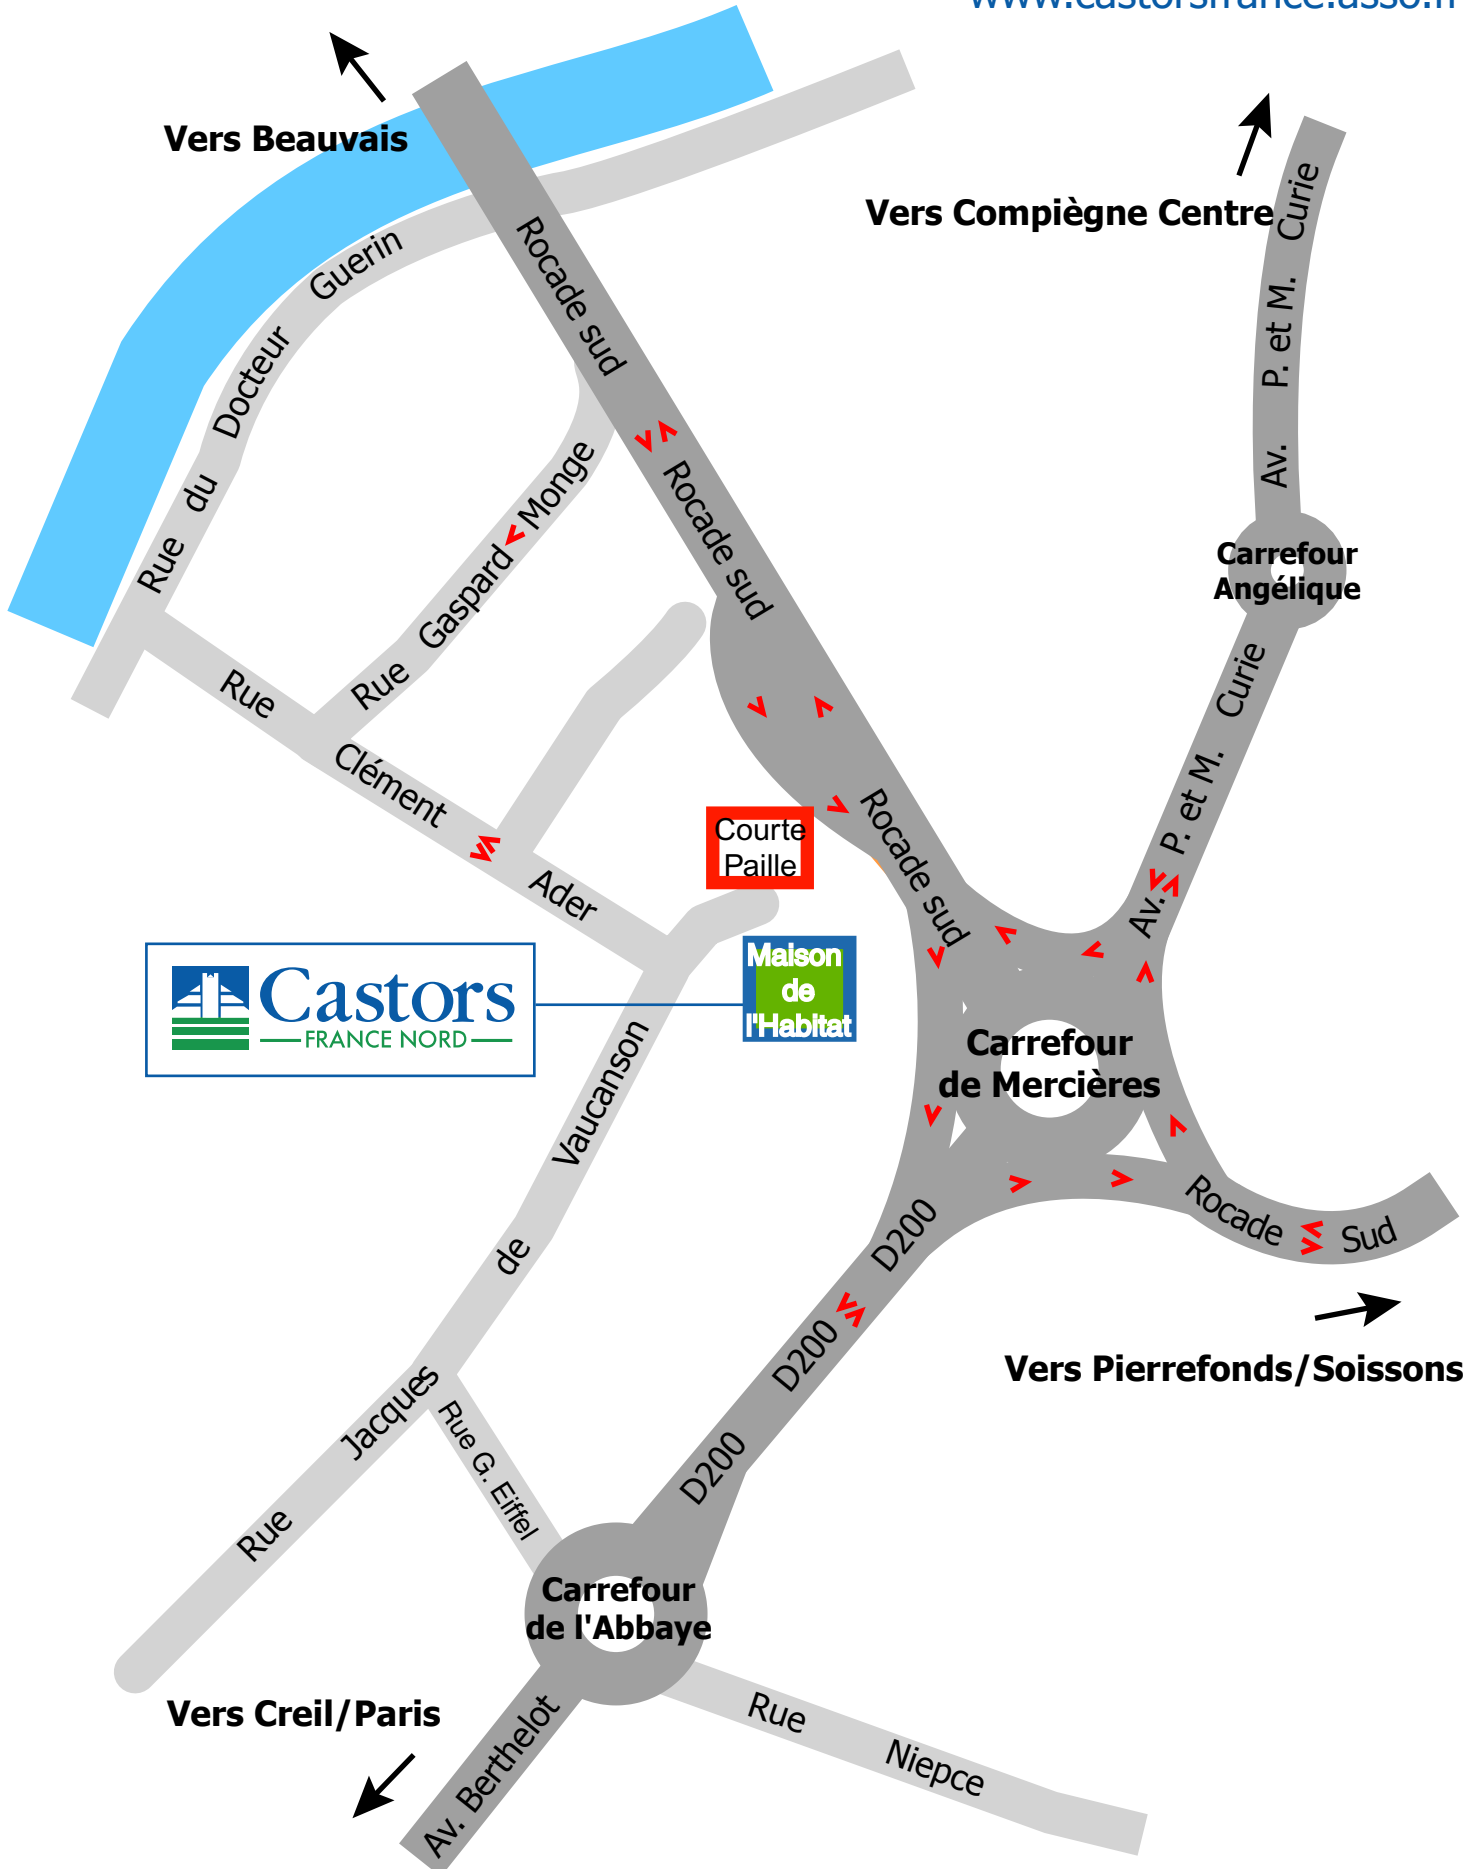 www.castorsfrance.asso.fr
Vers Beauvais
Vers Compiègne Centre
Rocade sud
Rue du Docteur Guerin
Av. P. et M. Curie
Rocade sud
Rue Gaspard Monge
Carrefour
Angélique
Rue Clément Ader
Av. P. et M. Curie
Courte
Paille
Rocade sud
Castors
FRANCE NORD
Maison
de
l'Habitat
Carrefour
de Mercières
Rue Jacques de Vaucanson
D200
Rocade Sud
D200
Vers Pierrefonds/Soissons
D200
Rue G. Eiffel
Carrefour
de l'Abbaye
Vers Creil/Paris
Av. Berthelot
Rue Niepce